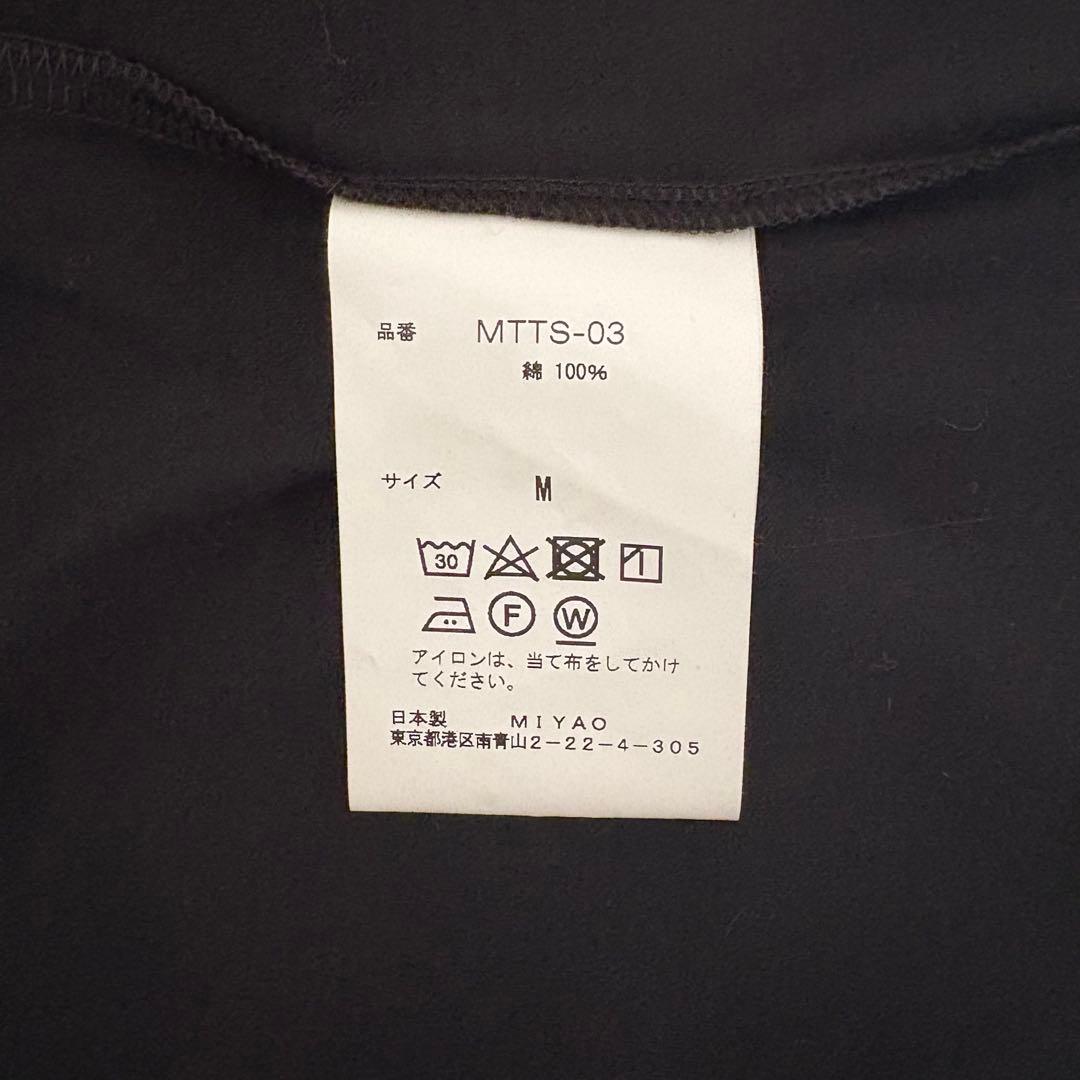 品番 MTTS-03
綿 100%
サイズ M
30
F W
アイロンは、当て布をしてかけ
てください。
日本製 MIYAO
東京都港区南青山2-22-4-305